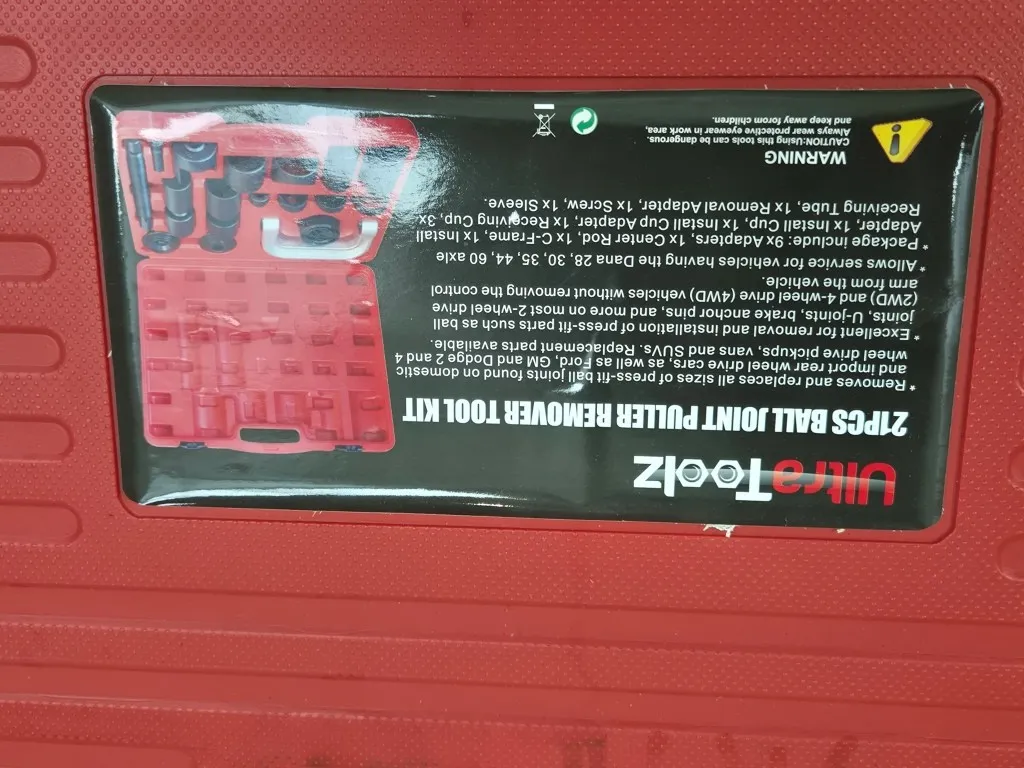 UltraToolz
21PCS BALL JOINT PULLER REMOVER TOOL KIT
* Removes and replaces all sizes of press-fit ball joints found on domestic
and import rear wheel drive cars, as well as Ford, GM and Dodge 2 and 4
wheel drive pickups, vans and SUVs. Replacement parts available.
* Excellent for removal and installation of press-fit parts such as ball
joints, U-joints, brake anchor pins, and more on most 2-wheel drive
(2WD) and 4-wheel drive (4WD) vehicles without removing the control
arm from the vehicle.
* Allows service for vehicles having the Dana 28, 30, 35, 44, 60 axle
* Package include: 9x Adapters, 1x Center Rod, 1x C-Frame, 1x Install
Adapter, 1x Install Cup, 1x Install Cup Adapter, 1x Receiving Cup, 3x
Receiving Tube, 1x Removal Adapter, 1x Screw, 1x Sleeve.
WARNING
CAUTION:-Using this tools can be dangerous.
Always wear protective eyewear in work area,
and keep away forom children.